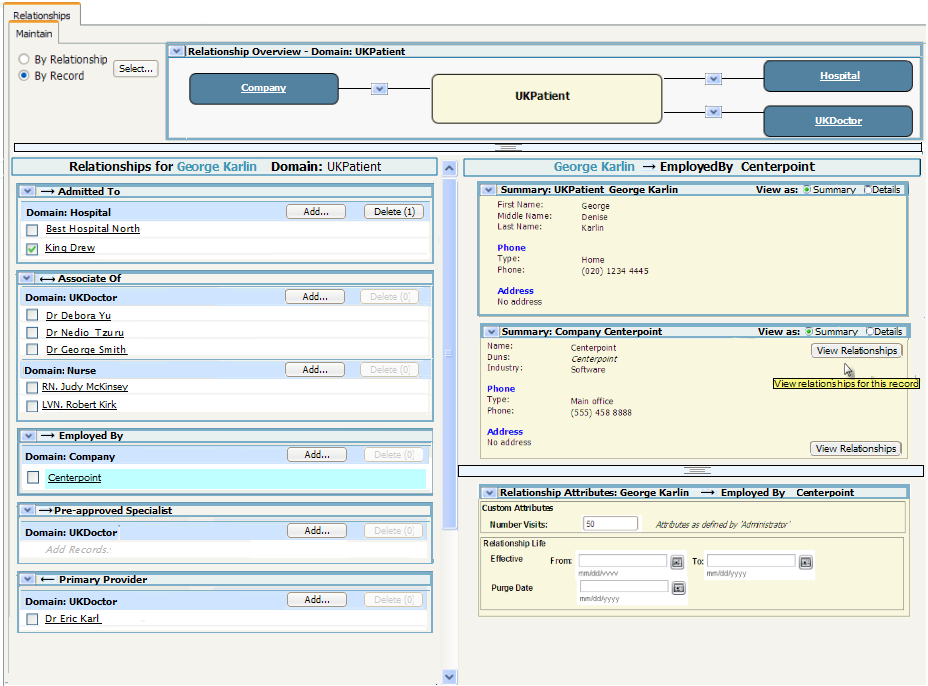 Relationships
Maintain
By Relationship
By Record
Select...
Relationship Overview - Domain: UKPatient
Company
UKPatient
Hospital
UKDoctor
Relationships for George Karlin Domain: UKPatient
→ Admitted To
Domain: Hospital Add... Delete (1)
Best Hospital North
King Drew
↔ Associate Of
Domain: UKDoctor Add... Delete (0)
Dr Debora Yu
Dr Nedio Tzuru
Dr George Smith
Domain: Nurse Add... Delete (0)
RN. Judy McKinsey
LVN. Robert Kirk
→ Employed By
Domain: Company Add... Delete (0)
Centerpoint
→ Pre-approved Specialist
Domain: UKDoctor Add... Delete (0)
Add Records:
← Primary Provider
Domain: UKDoctor Add... Delete (0)
Dr Eric Karl
George Karlin → EmployedBy Centerpoint
Summary: UKPatient George Karlin View as: Summary Details
First Name: George
Middle Name: Denise
Last Name: Karlin
Phone
Type: Home
Phone: (020) 1234 4445
Address
No address
Summary: Company Centerpoint View as: Summary Details
Name: Centerpoint
Duns: Centerpoint
Industry: Software
View Relationships
View relationships for this record
Phone
Type: Main office
Phone: (555) 458 8888
Address
No address
View Relationships
Relationship Attributes: George Karlin → Employed By Centerpoint
Custom Attributes
Number Visits: 50 Attributes as defined by 'Administrator'
Relationship Life
Effective From: To:
mm/dd/yyyy mm/dd/yyyy
Purge Date
mm/dd/yyyy